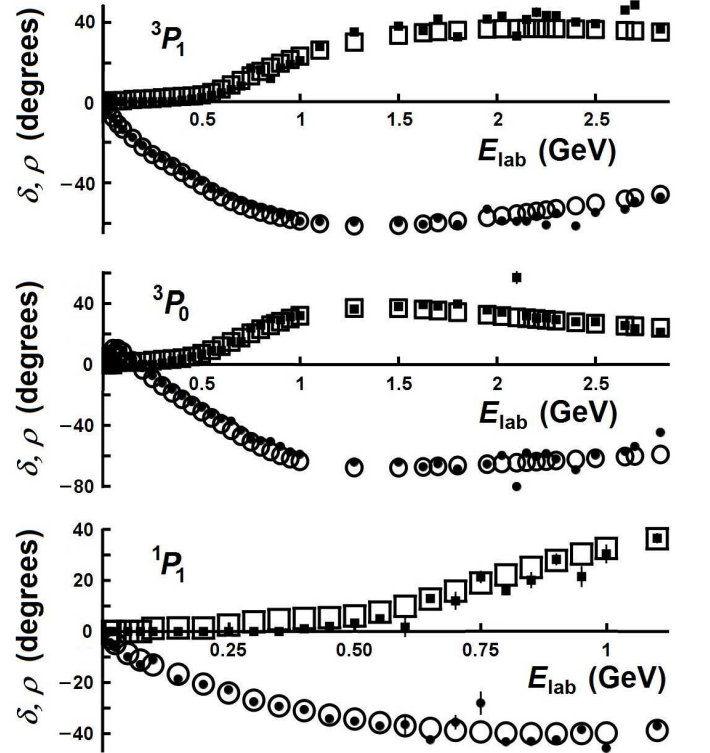 40
³P₁
δ, ρ (degrees)
0
0.5
1
1.5
2
2.5
E_lab (GeV)
−40
40
³P₀
δ, ρ (degrees)
0
0.5
1
1.5
2
2.5
E_lab (GeV)
−40
−80
40
¹P₁
20
δ, ρ (degrees)
0
0.25
0.50
0.75
1
E_lab (GeV)
−20
−40